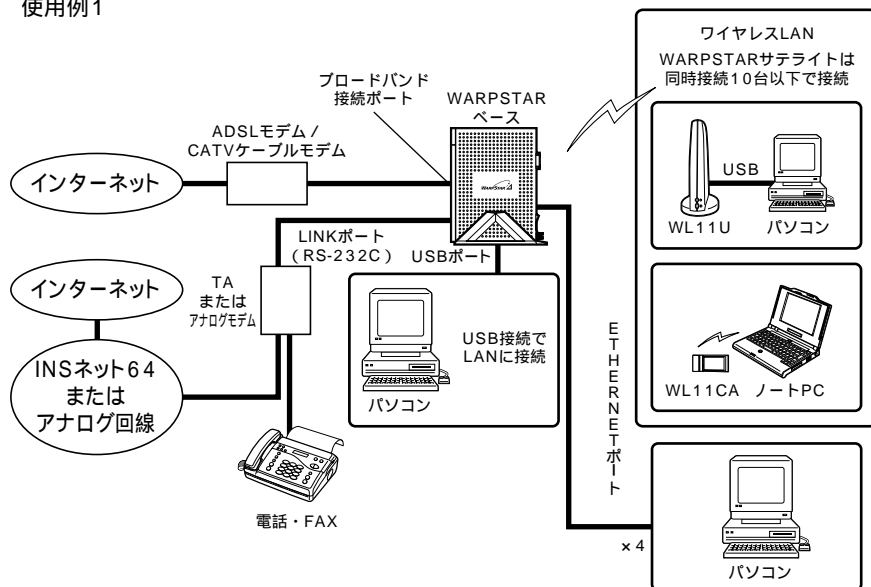 使用例1
ブロードバンド
接続ポート
WARPSTAR
ベース
ADSLモデム /
CATVケーブルモデム
インターネット
WARPSTAR
LINKポート
(RS-232C)
USBポート
TA
または
アナログモデム
インターネット
INSネット64
または
アナログ回線
電話・FAX
USB接続で
LANに接続
パソコン
ETHERNETポート
×4
ワイヤレスLAN
WARPSTARサテライトは
同時接続10台以下で接続
USB
WL11U
パソコン
WL11CA
ノートPC
パソコン